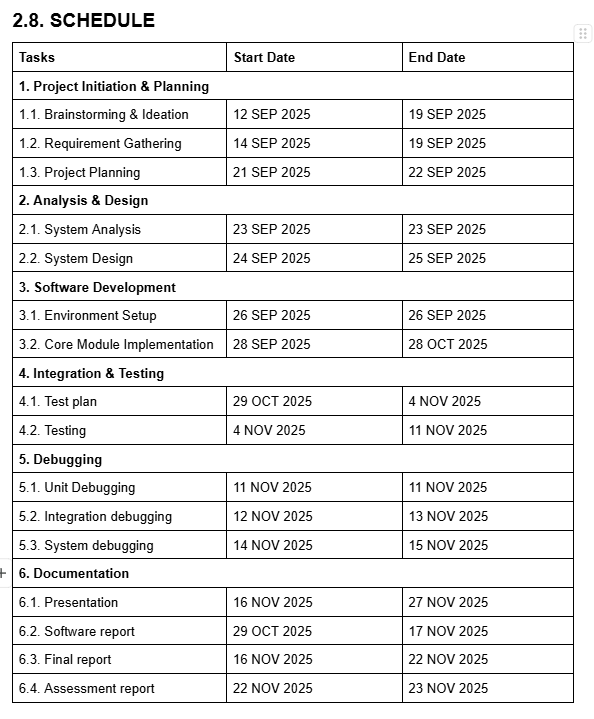 2.8. SCHEDULE
Tasks Start Date End Date
1. Project Initiation & Planning
1.1. Brainstorming & Ideation 12 SEP 2025 19 SEP 2025
1.2. Requirement Gathering 14 SEP 2025 19 SEP 2025
1.3. Project Planning 21 SEP 2025 22 SEP 2025
2. Analysis & Design
2.1. System Analysis 23 SEP 2025 23 SEP 2025
2.2. System Design 24 SEP 2025 25 SEP 2025
3. Software Development
3.1. Environment Setup 26 SEP 2025 26 SEP 2025
3.2. Core Module Implementation 28 SEP 2025 28 OCT 2025
4. Integration & Testing
4.1. Test plan 29 OCT 2025 4 NOV 2025
4.2. Testing 4 NOV 2025 11 NOV 2025
5. Debugging
5.1. Unit Debugging 11 NOV 2025 11 NOV 2025
5.2. Integration debugging 12 NOV 2025 13 NOV 2025
5.3. System debugging 14 NOV 2025 15 NOV 2025
6. Documentation
6.1. Presentation 16 NOV 2025 27 NOV 2025
6.2. Software report 29 OCT 2025 17 NOV 2025
6.3. Final report 16 NOV 2025 22 NOV 2025
6.4. Assessment report 22 NOV 2025 23 NOV 2025